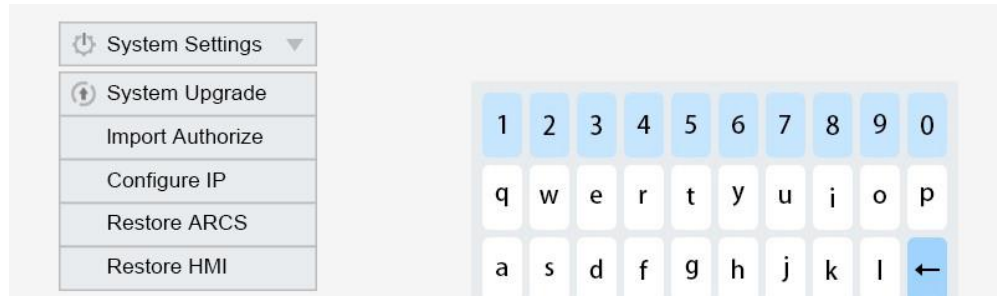 System Settings
System Upgrade
Import Authorize
Configure IP
Restore ARCS
Restore HMI
1 2 3 4 5 6 7 8 9 0
q w e r t y u i o p
a s d f g h j k l ←